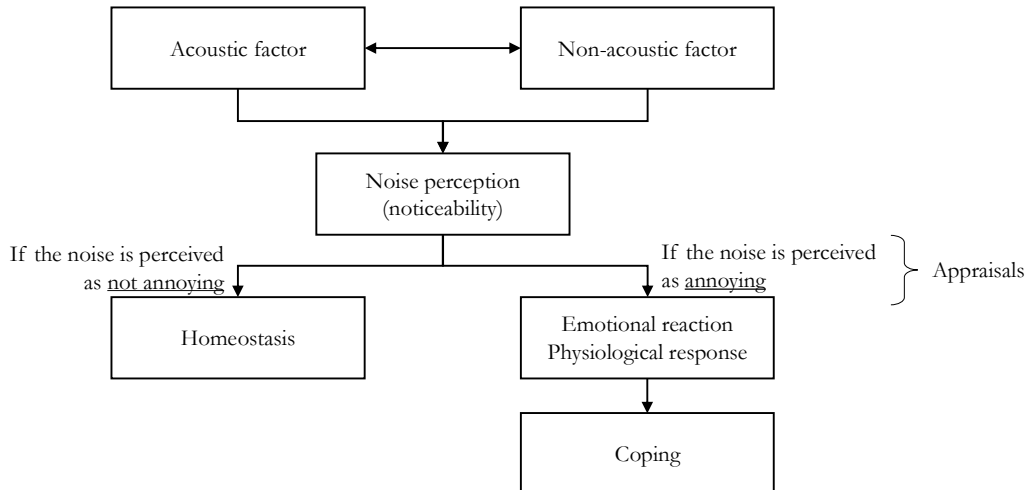 Acoustic factor
Non-acoustic factor
Noise perception
(noticeability)
If the noise is perceived
as not annoying
If the noise is perceived
as annoying
Appraisals
Homeostasis
Emotional reaction
Physiological response
Coping